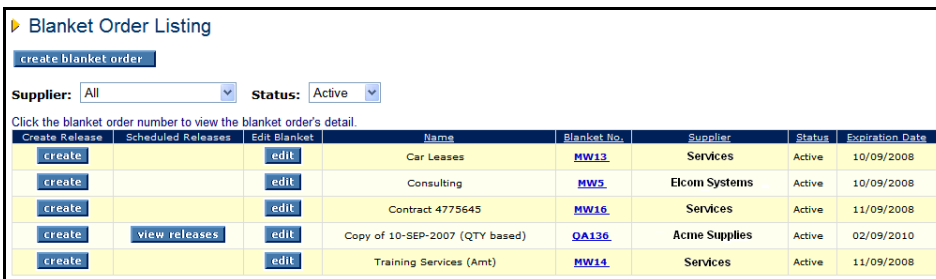 Blanket Order Listing
create blanket order
Supplier: All Status: Active
Click the blanket order number to view the blanket order's detail.
Create Release Scheduled Releases Edit Blanket Name Blanket No. Supplier Status Expiration Date
create edit Car Leases MW13 Services Active 10/09/2008
create edit Consulting MW5 Elcom Systems Active 10/09/2008
create edit Contract 4775645 MW16 Services Active 11/09/2008
create view releases edit Copy of 10-SEP-2007 (QTY based) QA136 Acme Supplies Active 02/09/2010
create edit Training Services (Amt) MW14 Services Active 11/09/2008